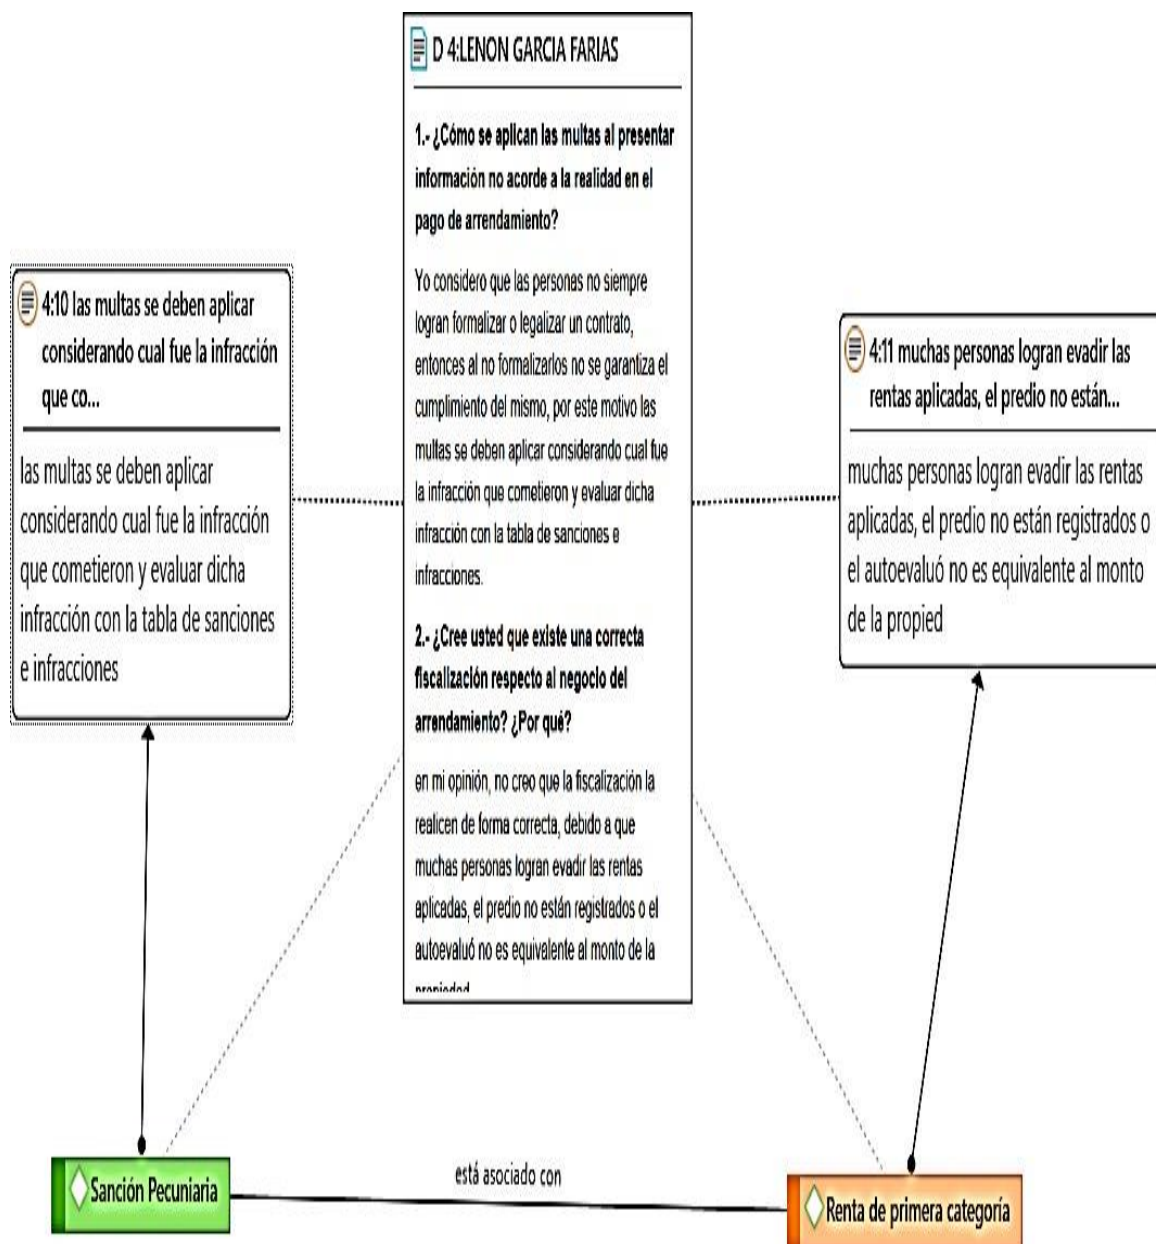 D 4:LENON GARCIA FARIAS
1.- ¿Cómo se aplican las multas al presentar
información no acorde a la realidad en el
pago de arrendamiento?
Yo considero que las personas no siempre
logran formalizar o legalizar un contrato,
entonces al no formalizarlos no se garantiza el
cumplimiento del mismo, por este motivo las
multas se deben aplicar considerando cual fue
la infracción que cometieron y evaluar dicha
infracción con la tabla de sanciones e
infracciones.
2.- ¿Cree usted que existe una correcta
fiscalización respecto al negocio del
arrendamiento? ¿Por qué?
en mi opinión, no creo que la fiscalización la
realicen de forma correcta, debido a que
muchas personas logran evadir las rentas
aplicadas, el predio no están registrados o el
autoevaluó no es equivalente al monto de la
propiedad
4:10 las multas se deben aplicar
considerando cual fue la infracción
que co...
las multas se deben aplicar
considerando cual fue la infracción
que cometieron y evaluar dicha
infracción con la tabla de sanciones
e infracciones
4:11 muchas personas logran evadir las
rentas aplicadas, el predio no están...
muchas personas logran evadir las rentas
aplicadas, el predio no están registrados o
el autoevaluó no es equivalente al monto
de la propied
Sanción Pecuniaria
está asociado con
Renta de primera categoría